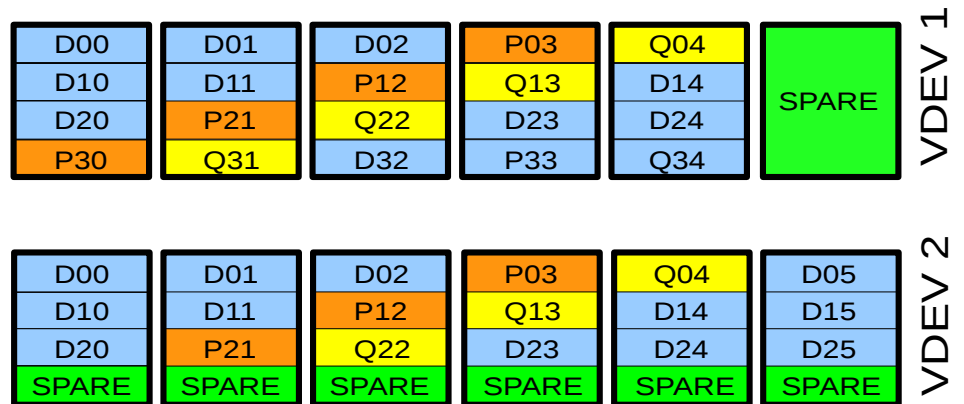 D00 D01 D02 P03 Q04
D10 D11 P12 Q13 D14
SPARE
D20 P21 Q22 D23 D24
P30 Q31 D32 P33 Q34
VDEV 1
D00 D01 D02 P03 Q04 D05
D10 D11 P12 Q13 D14 D15
D20 P21 Q22 D23 D24 D25
SPARE SPARE SPARE SPARE SPARE SPARE
VDEV 2